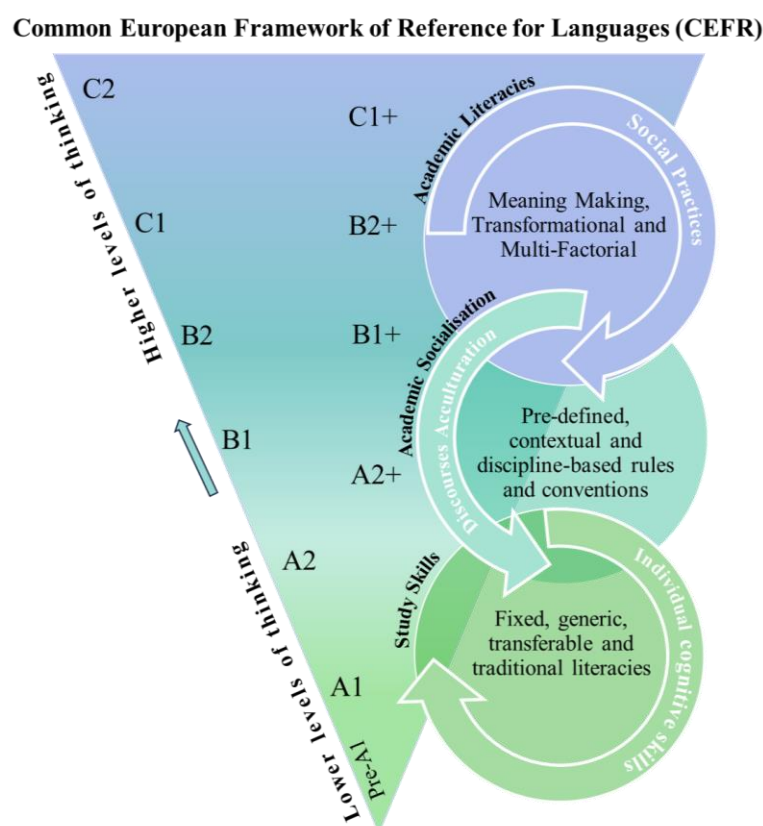 Common European Framework of Reference for Languages (CEFR)
C2
C1+
C1
B2+
B2
B1+
B1
A2+
A2
A1
Pre-A1
Higher levels of thinking
Lower levels of thinking
Academic Literacies
Social Practices
Meaning Making,
Transformational and
Multi-Factorial
Academic Socialisation
Discourses Acculturation
Pre-defined,
contextual and
discipline-based rules
and conventions
Study Skills
Individual cognitive skills
Fixed, generic,
transferable and
traditional literacies